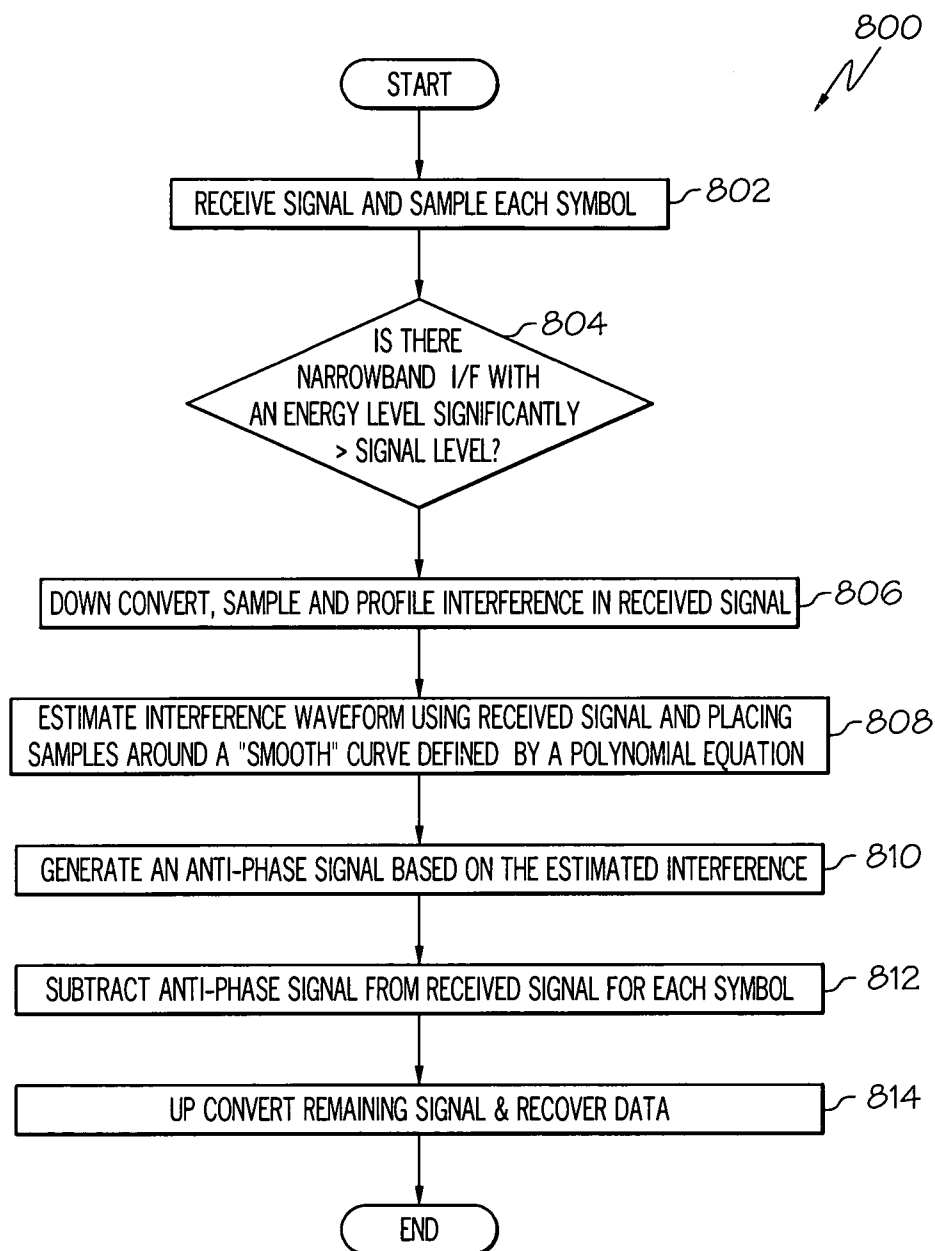 800
START
RECEIVE SIGNAL AND SAMPLE EACH SYMBOL
802
804
IS THERE
NARROWBAND I/F WITH
AN ENERGY LEVEL SIGNIFICANTLY
> SIGNAL LEVEL?
DOWN CONVERT, SAMPLE AND PROFILE INTERFERENCE IN RECEIVED SIGNAL
806
ESTIMATE INTERFERENCE WAVEFORM USING RECEIVED SIGNAL AND PLACING
SAMPLES AROUND A "SMOOTH" CURVE DEFINED BY A POLYNOMIAL EQUATION
808
GENERATE AN ANTI-PHASE SIGNAL BASED ON THE ESTIMATED INTERFERENCE
810
SUBTRACT ANTI-PHASE SIGNAL FROM RECEIVED SIGNAL FOR EACH SYMBOL
812
UP CONVERT REMAINING SIGNAL & RECOVER DATA
814
END